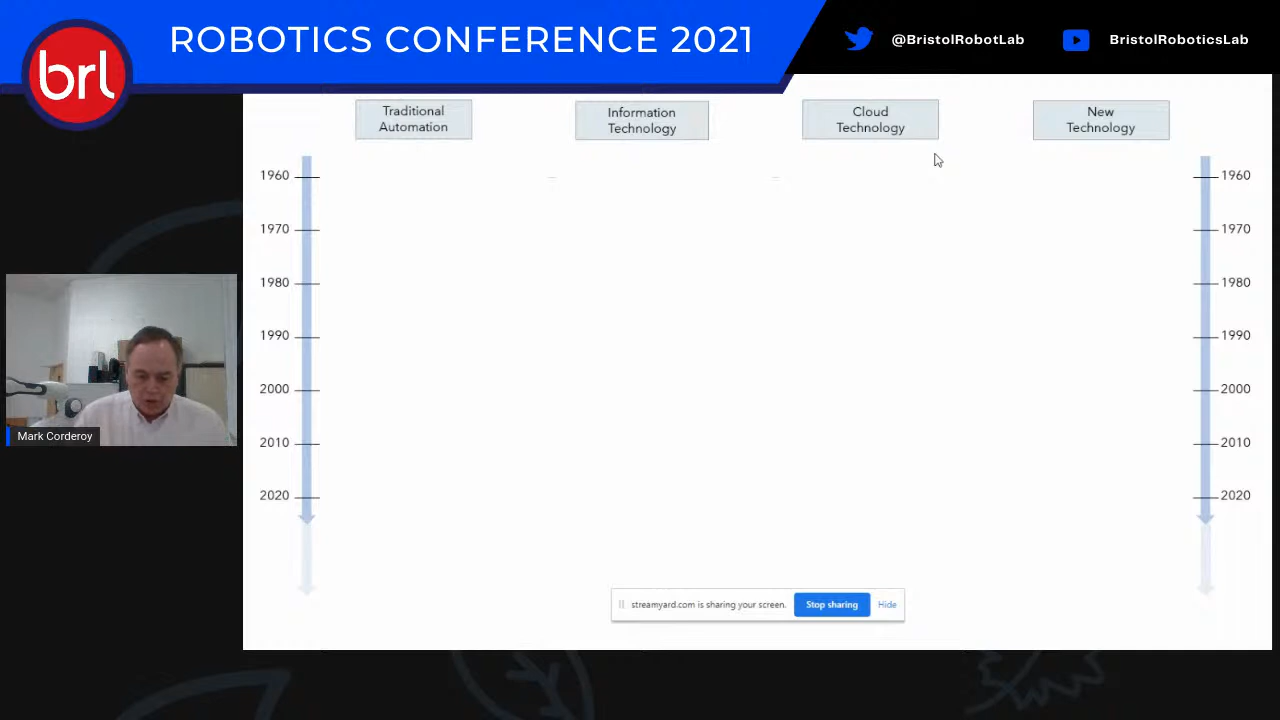 brl
ROBOTICS CONFERENCE 2021
@BristolRobotLab
BristolRoboticsLab
Traditional
Automation
Information
Technology
Cloud
Technology
New
Technology
1960
1970
1980
1990
2000
2010
2020
1960
1970
1980
1990
2000
2010
2020
Mark Corderoy
streamyard.com is sharing your screen.
Stop sharing
Hide